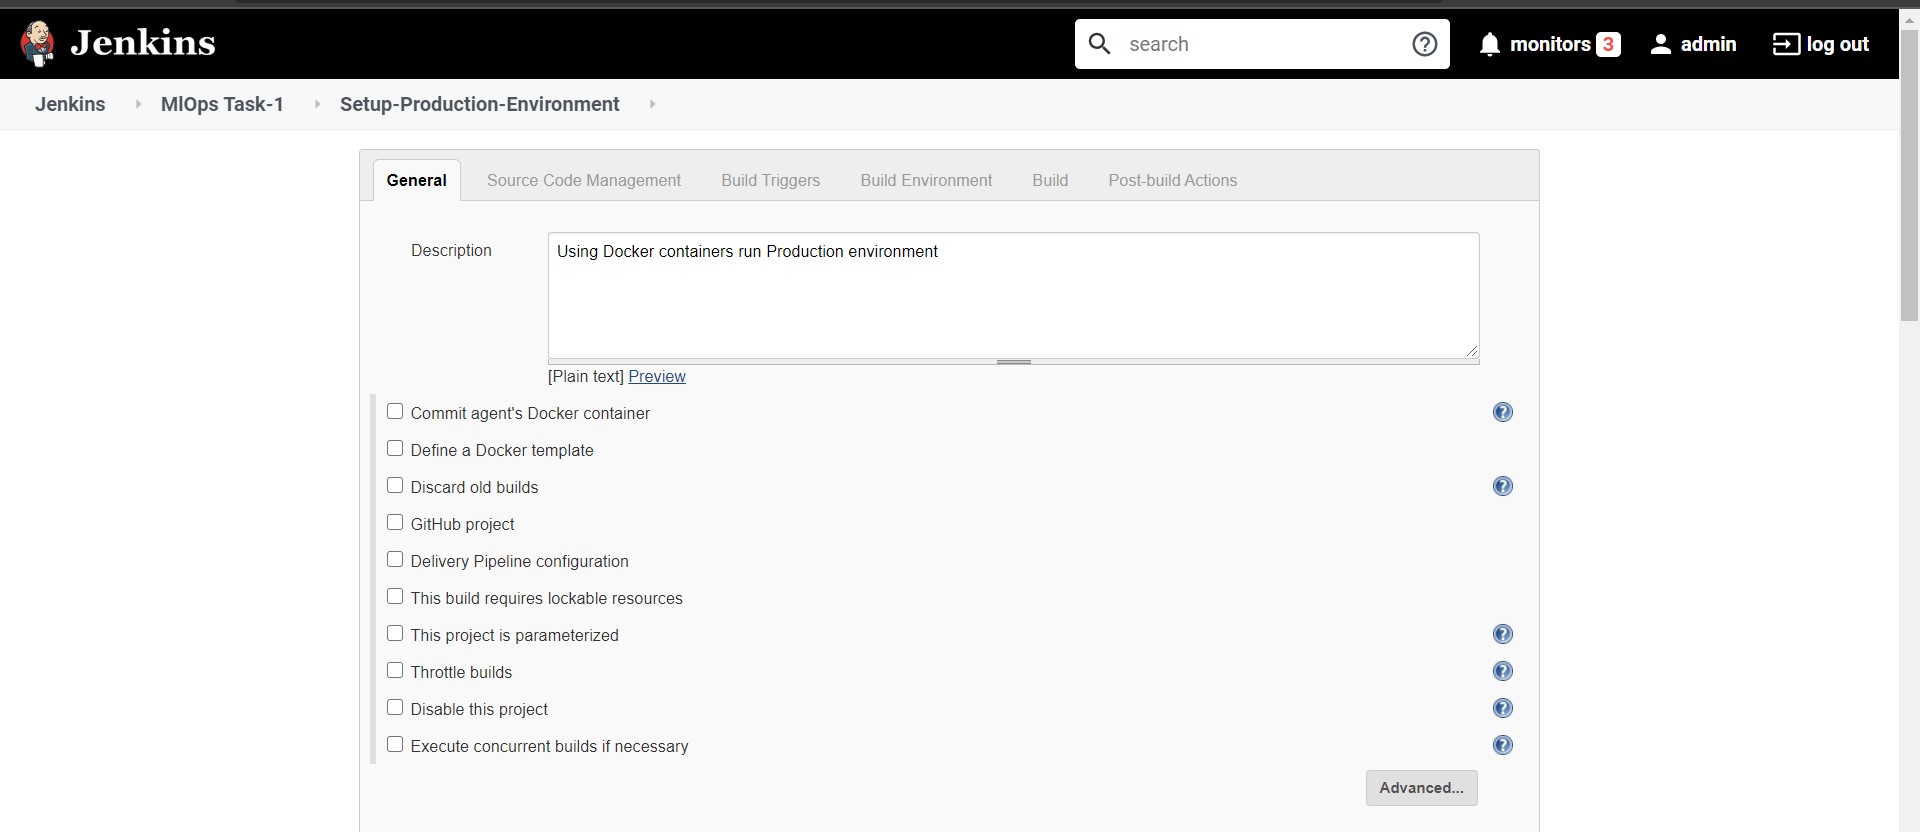 Jenkins
search
monitors 3
admin
log out
Jenkins
MlOps Task-1
Setup-Production-Environment
General
Source Code Management
Build Triggers
Build Environment
Build
Post-build Actions
Description
Using Docker containers run Production environment
[Plain text] Preview
Commit agent's Docker container
Define a Docker template
Discard old builds
GitHub project
Delivery Pipeline configuration
This build requires lockable resources
This project is parameterized
Throttle builds
Disable this project
Execute concurrent builds if necessary
Advanced...